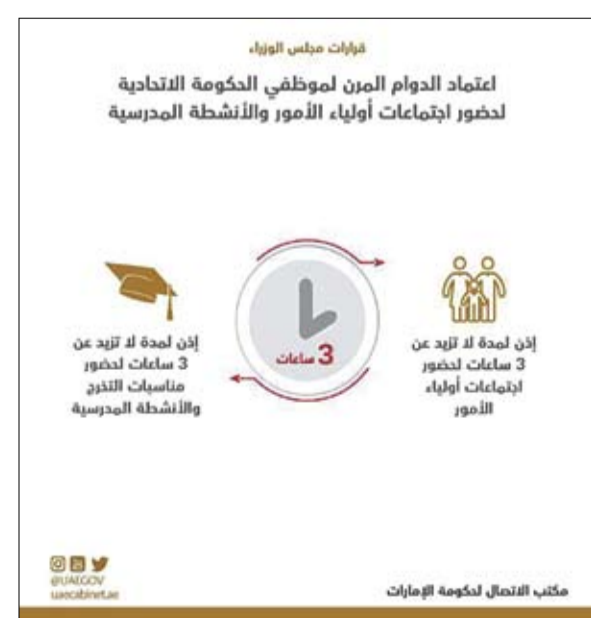 قرارات مجلس الوزراء
اعتماد الدوام المرن لموظفي الحكومة الاتحادية
لحضور اجتماعات أولياء الأمور والأنشطة المدرسية
إذن لمدة لا تزيد عن
3 ساعات لحضور
اجتماعات أولياء
الأمور
3 ساعات
إذن لمدة لا تزيد عن
3 ساعات لحضور
مناسبات التخرج
والأنشطة المدرسية
مكتب الاتصال لحكومة الإمارات
@UAEGOV
uaecabinet.ae